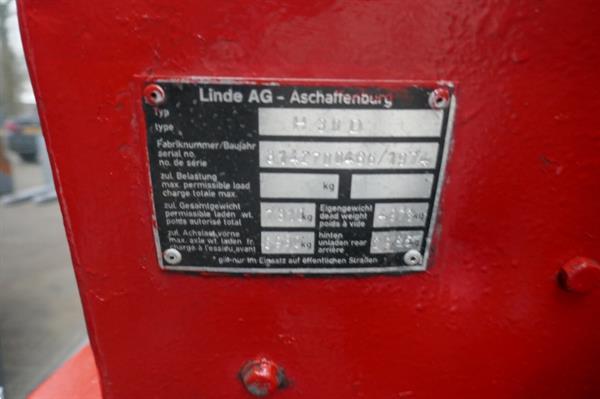 Linde AG - Aschaffenburg
Typ
type
H 30 D
Fabriknummer/Baujahr
serial no.
no. de série
zul. Belastung
max. permissible load
charge totale max.
kg
zul. Gesamtgewicht
permissible laden wt.
poids autorisé total
kg
Eigengewicht
dead weight
poids à vide
kg
zul. Achslast vorne
max. axle wt. laden fr.
charge à l'essieu avant
kg
hinten
unladen rear
arrière
* gilt nur im Einsatz auf öffentlichen Straßen